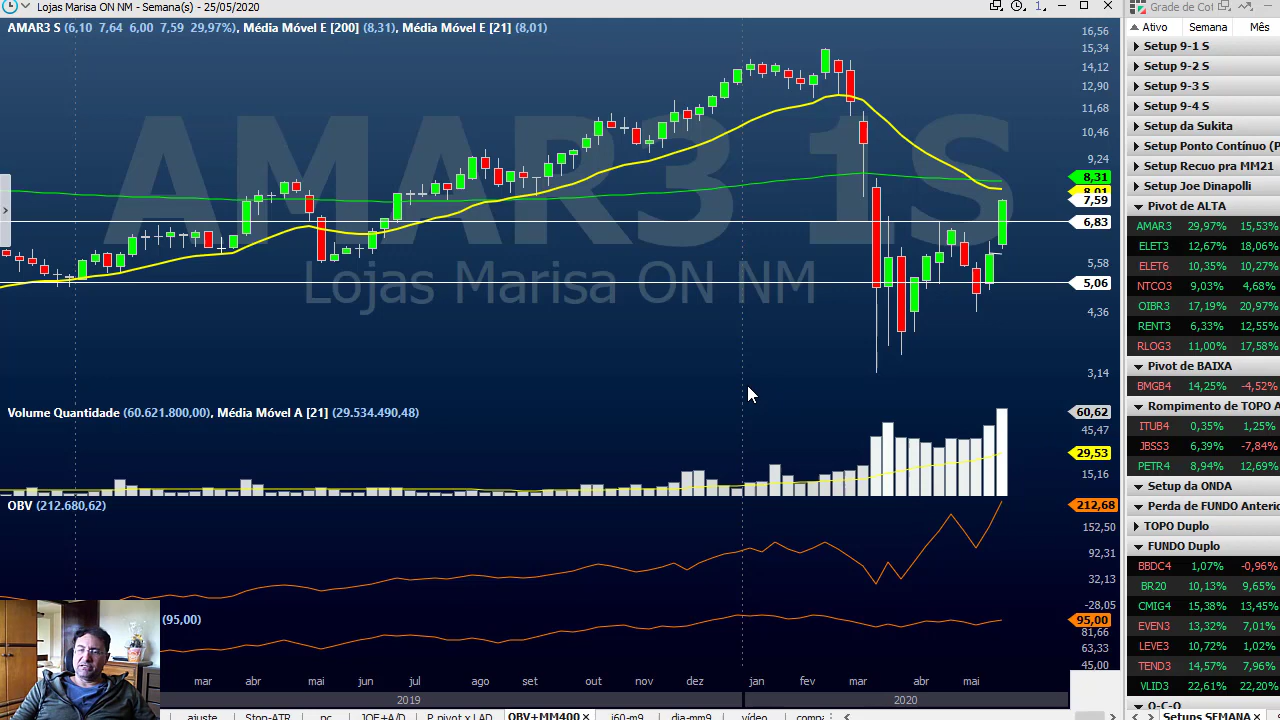 Lojas Marisa ON NM - Semana(s) - 25/05/2020
AMAR3 S (6,10 7,64 6,00 7,59 29,97%), Média Móvel E [200] (8,31), Média Móvel E [21] (8,01)
AMAR3 1S
Lojas Marisa ON NM
16,56
15,34
14,12
12,90
11,68
10,46
9,24
8,31
8,01
7,59
6,83
5,58
5,06
4,36
3,14
Volume Quantidade (60.621.800,00), Média Móvel A [21] (29.534.490,48)
60,62
45,47
29,53
15,16
OBV (212.680,62)
212,68
152,50
92,31
32,13
-28,05
(95,00)
95,00
81,66
63,33
45,00
mar abr mai jun jul ago set out nov dez jan fev mar abr mai
2019 2020
ajuste Stop-ATR pc JOE+A/D P. pivot x LAD OBV+MM400 i60-m9 dia-mm9 vídeo compa
1
Grade de Cot
Ativo Semana Mês
Setup 9-1 S
Setup 9-2 S
Setup 9-3 S
Setup 9-4 S
Setup da Sukita
Setup Ponto Contínuo (P
Setup Recuo pra MM21
Setup Joe Dinapolli
Pivot de ALTA
AMAR3 29,97% 15,53%
ELET3 12,67% 18,06%
ELET6 10,35% 10,27%
NTCO3 9,03% 4,68%
OIBR3 17,19% 20,97%
RENT3 6,33% 12,55%
RLOG3 11,00% 17,58%
Pivot de BAIXA
BMGB4 14,25% -4,52%
Rompimento de TOPO A
ITUB4 0,35% 1,25%
JBSS3 6,39% -7,84%
PETR4 8,94% 12,69%
Setup da ONDA
Perda de FUNDO Anterio
TOPO Duplo
FUNDO Duplo
BBDC4 1,07% -0,96%
BR20 10,13% 9,65%
CMIG4 15,38% 13,45%
EVEN3 13,32% 7,01%
LEVE3 10,72% 1,02%
TEND3 14,57% 7,96%
VLID3 22,61% 22,20%
O-C-O
Setups SEMANA